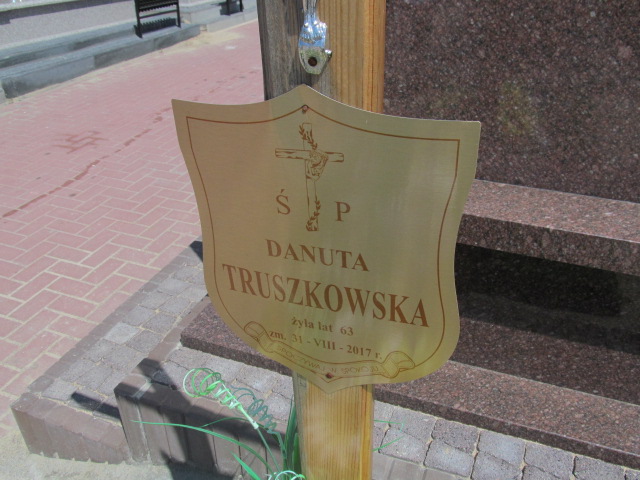 Ś P
DANUTA
TRUSZKOWSKA
żyła lat 63
zm. 31 - VIII - 2017 r.